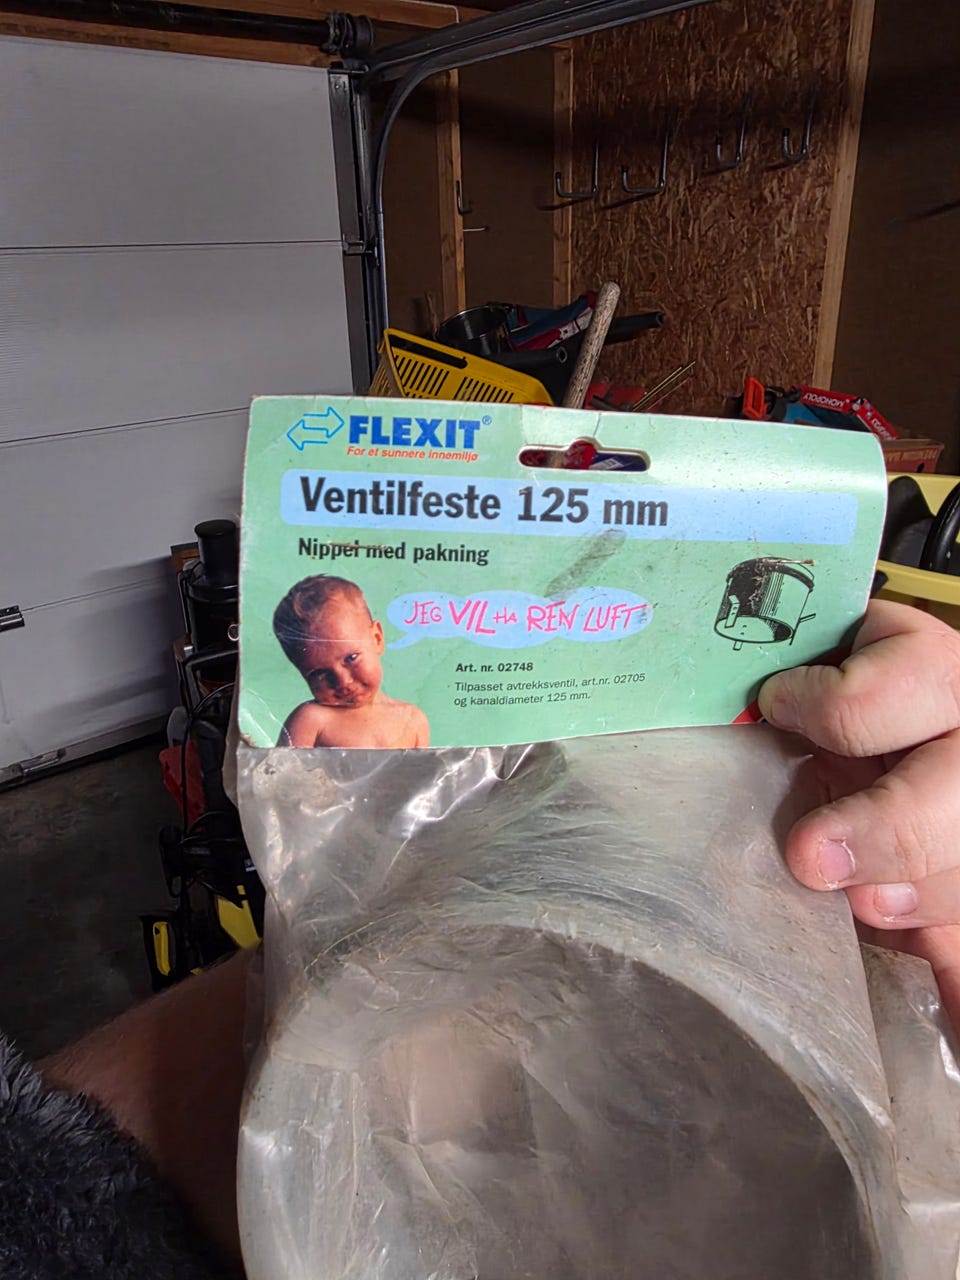 FLEXIT®
For et sunnere innemiljø
Ventilfeste 125 mm
Nippel med pakning
JEG VIL HA REN LUFT
Art. nr. 02748
Tilpasset avtrekksventil, art.nr. 02705
og kanaldiameter 125 mm.
MONOPOLY